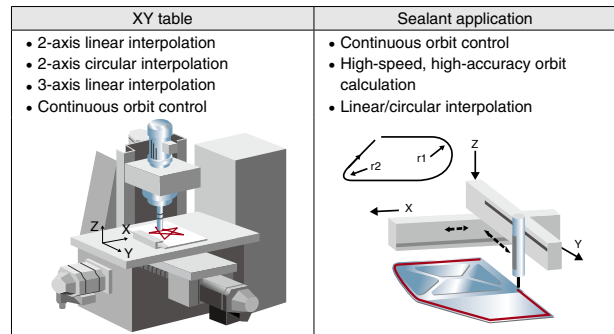 XY table
• 2-axis linear interpolation
• 2-axis circular interpolation
• 3-axis linear interpolation
• Continuous orbit control
Z
X
Y
Sealant application
• Continuous orbit control
• High-speed, high-accuracy orbit
calculation
• Linear/circular interpolation
r1
r2
Z
X
Y